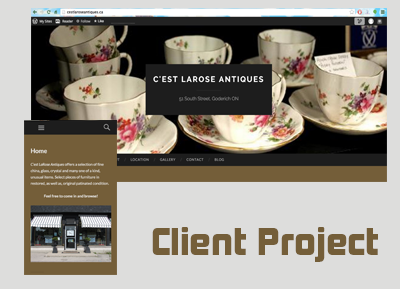 cestlaroseantiques.ca
My Sites Reader Follow Like
C'EST LAROSE ANTIQUES
51 South Street, Goderich ON
LOCATION GALLERY CONTACT BLOG
Home
C'est LaRose Antiques offers a selection of fine
china, glass, crystal and many one of a kind,
unusual items. Select pieces of furniture in
restored, as well as, original patinated condition.
Feel free to come in and browse!
Client Project